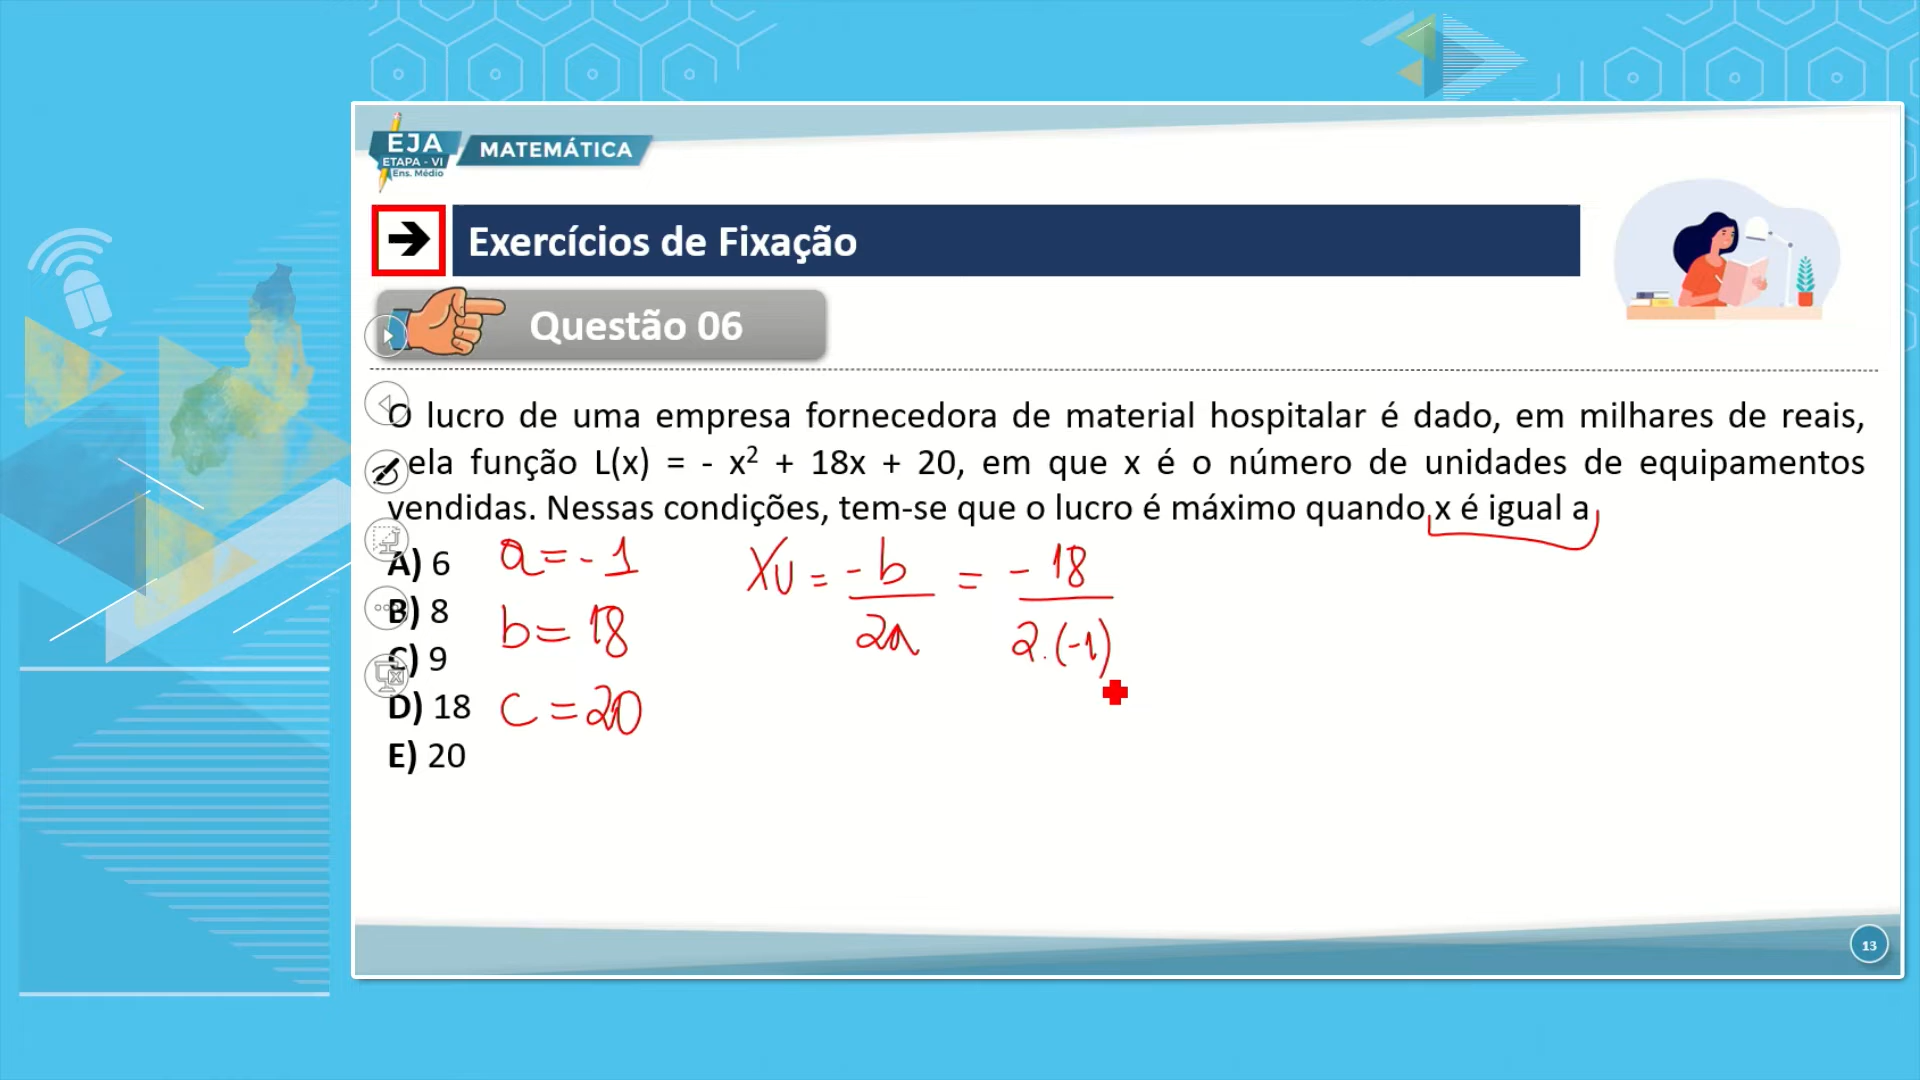 EJA
ETAPA - VI
Ens. Médio
MATEMÁTICA
Exercícios de Fixação
Questão 06
O lucro de uma empresa fornecedora de material hospitalar é dado, em milhares de reais,
ela função L(x) = - x² + 18x + 20, em que x é o número de unidades de equipamentos
vendidas. Nessas condições, tem-se que o lucro é máximo quando x é igual a
A) 6
B) 8
C) 9
D) 18
E) 20
a = - 1
b = 18
c = 20
Xv = -b/2a = -18/2.(-1)
13